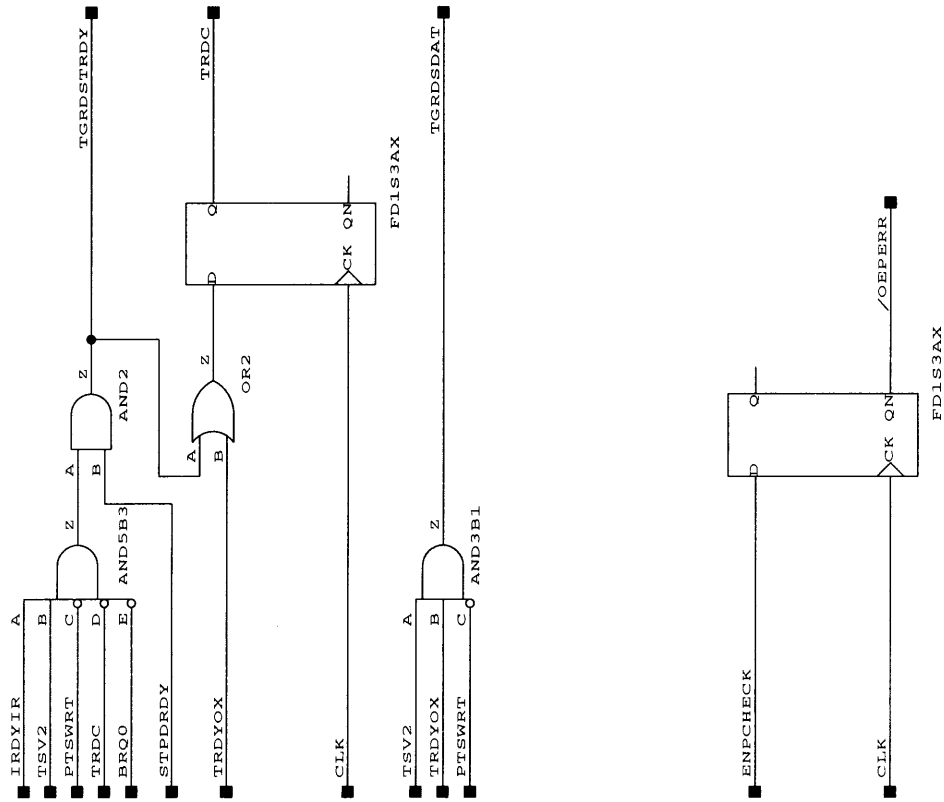 IRDYIR
TSV2
PTSWRT
TRDC
BRQ0
STPDRDY
TRDYOX
CLK
TSV2
TRDYOX
PTSWRT
ENPCHECK
CLK
A
B
C
D
E
Z
AND5B3
A
B
Z
AND2
A
B
Z
OR2
D
Q
CK
QN
FD1S3AX
A
B
C
Z
AND3B1
D
Q
CK
QN
FD1S3AX
TGRDSTRDY
TRDC
TGRDSDAT
/OEPERR